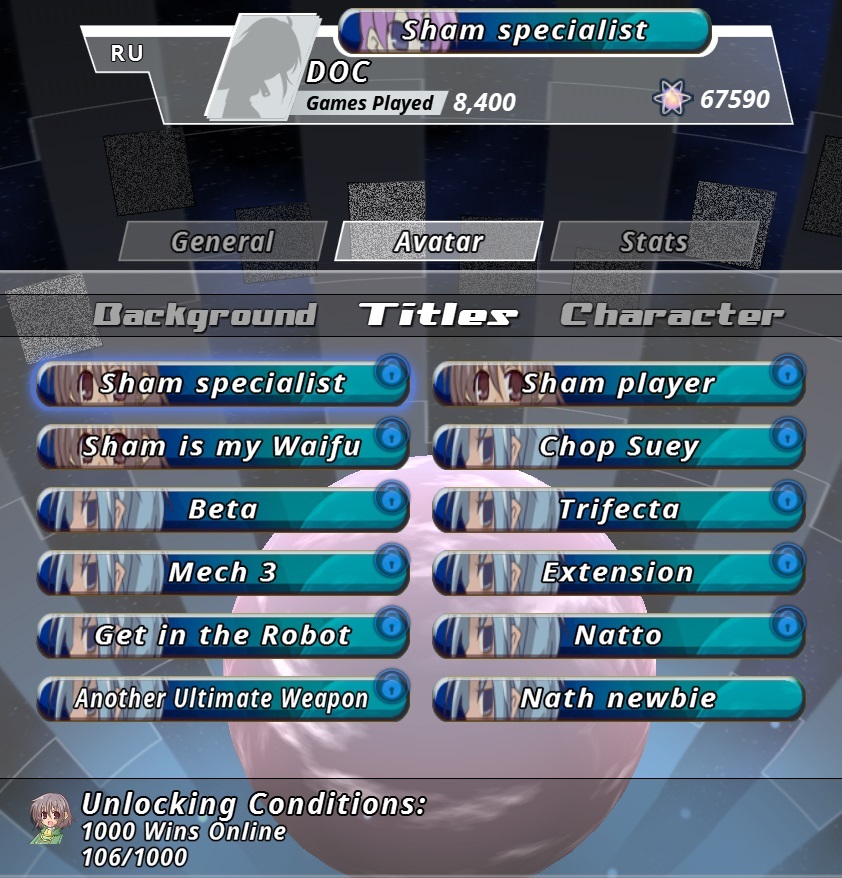 Sham specialist
RU
DOC
Games Played 8,400
67590
General Avatar Stats
Background Titles Character
Sham specialist Sham player
Sham is my Waifu Chop Suey
Beta Trifecta
Mech 3 Extension
Get in the Robot Natto
Another Ultimate Weapon Nath newbie
Unlocking Conditions:
1000 Wins Online
106/1000